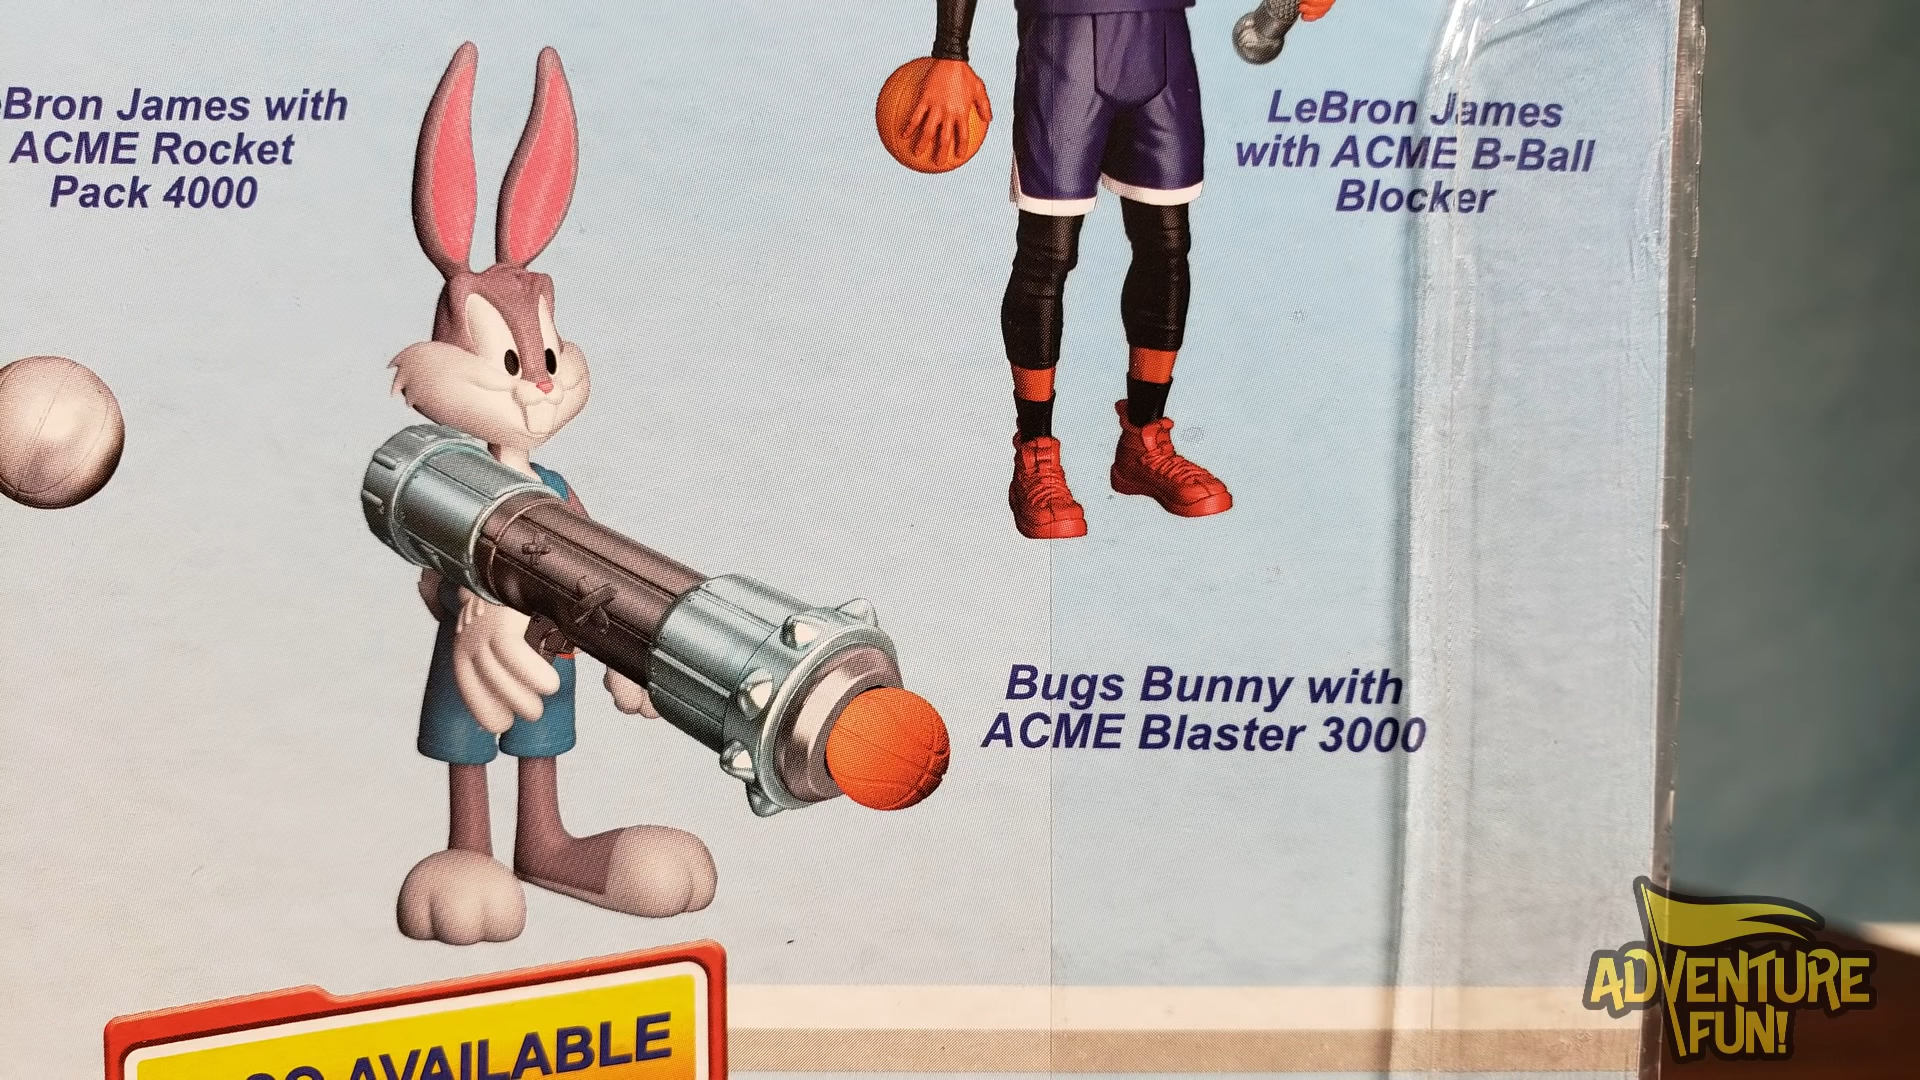 Bron James with
ACME Rocket
Pack 4000
LeBron James
with ACME B-Ball
Blocker
Bugs Bunny with
ACME Blaster 3000
AVAILABLE
ADVENTURE
FUN!